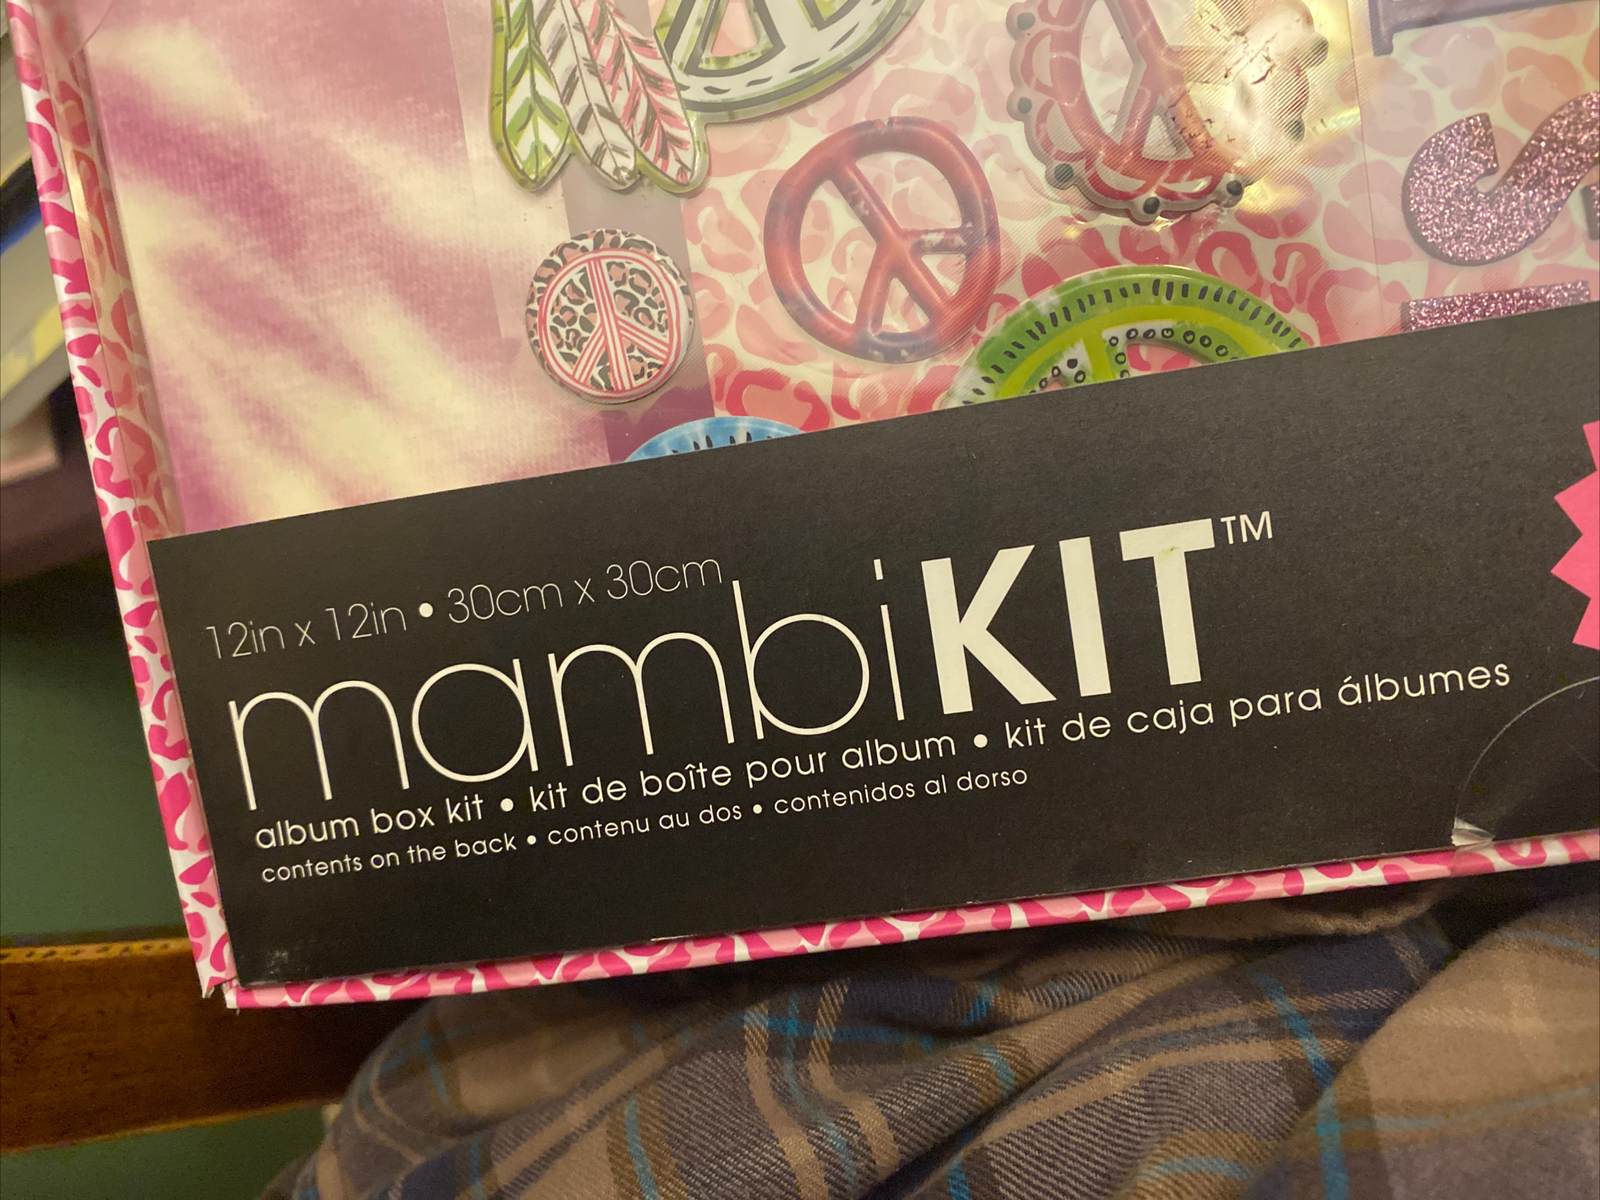 12in x 12in • 30cm x 30cm
mambiKIT™
album box kit • kit de boîte pour album • kit de caja para álbumes
contents on the back • contenu au dos • contenidos al dorso